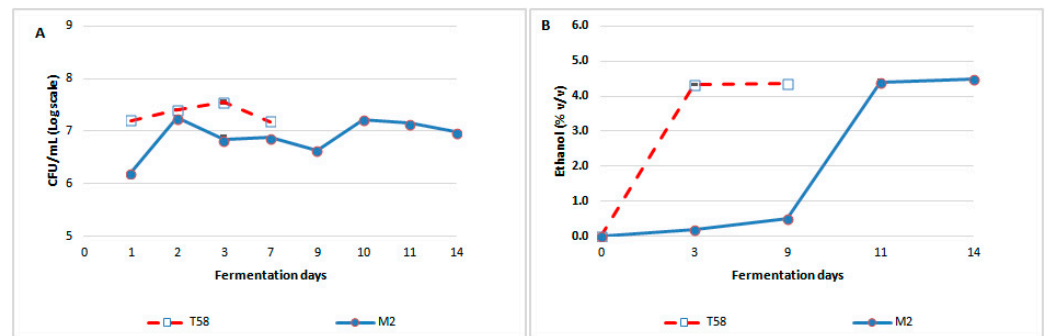 A
9
8
7
6
5
CFU/mL (Log scale)
0 1 2 3 7 9 10 11 14
Fermentation days
T58 M2
B
6.0
5.0
4.0
3.0
2.0
1.0
0.0
Ethanol (% v/v)
0 3 9 11 14
Fermentation days
T58 M2